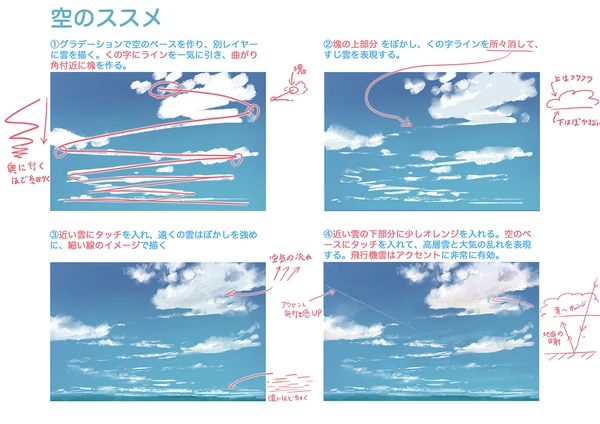 空のススメ
①グラデーションで空のベースを作り、別レイヤー
に雲を描く。くの字にラインを一気に引き、曲がり
角付近に塊を作る。
塊
奥に行く
ほど細かく
②塊の上部分 をぼかし、くの字ラインを所々消して、
すじ雲を表現する。
上はフワフワ
下はぼかさない
③近い雲にタッチを入れ、遠くの雲はぼかしを強め
に、細い線のイメージで描く
空気の流れ
遠いほど細く
④近い雲の下部分に少しオレンジを入れる。空のベ
ースにタッチを入れて、高層雲と大気の乱れを表現
する。飛行機雲はアクセントに非常に有効。
アクセント
奥行き感UP
地面の
反射